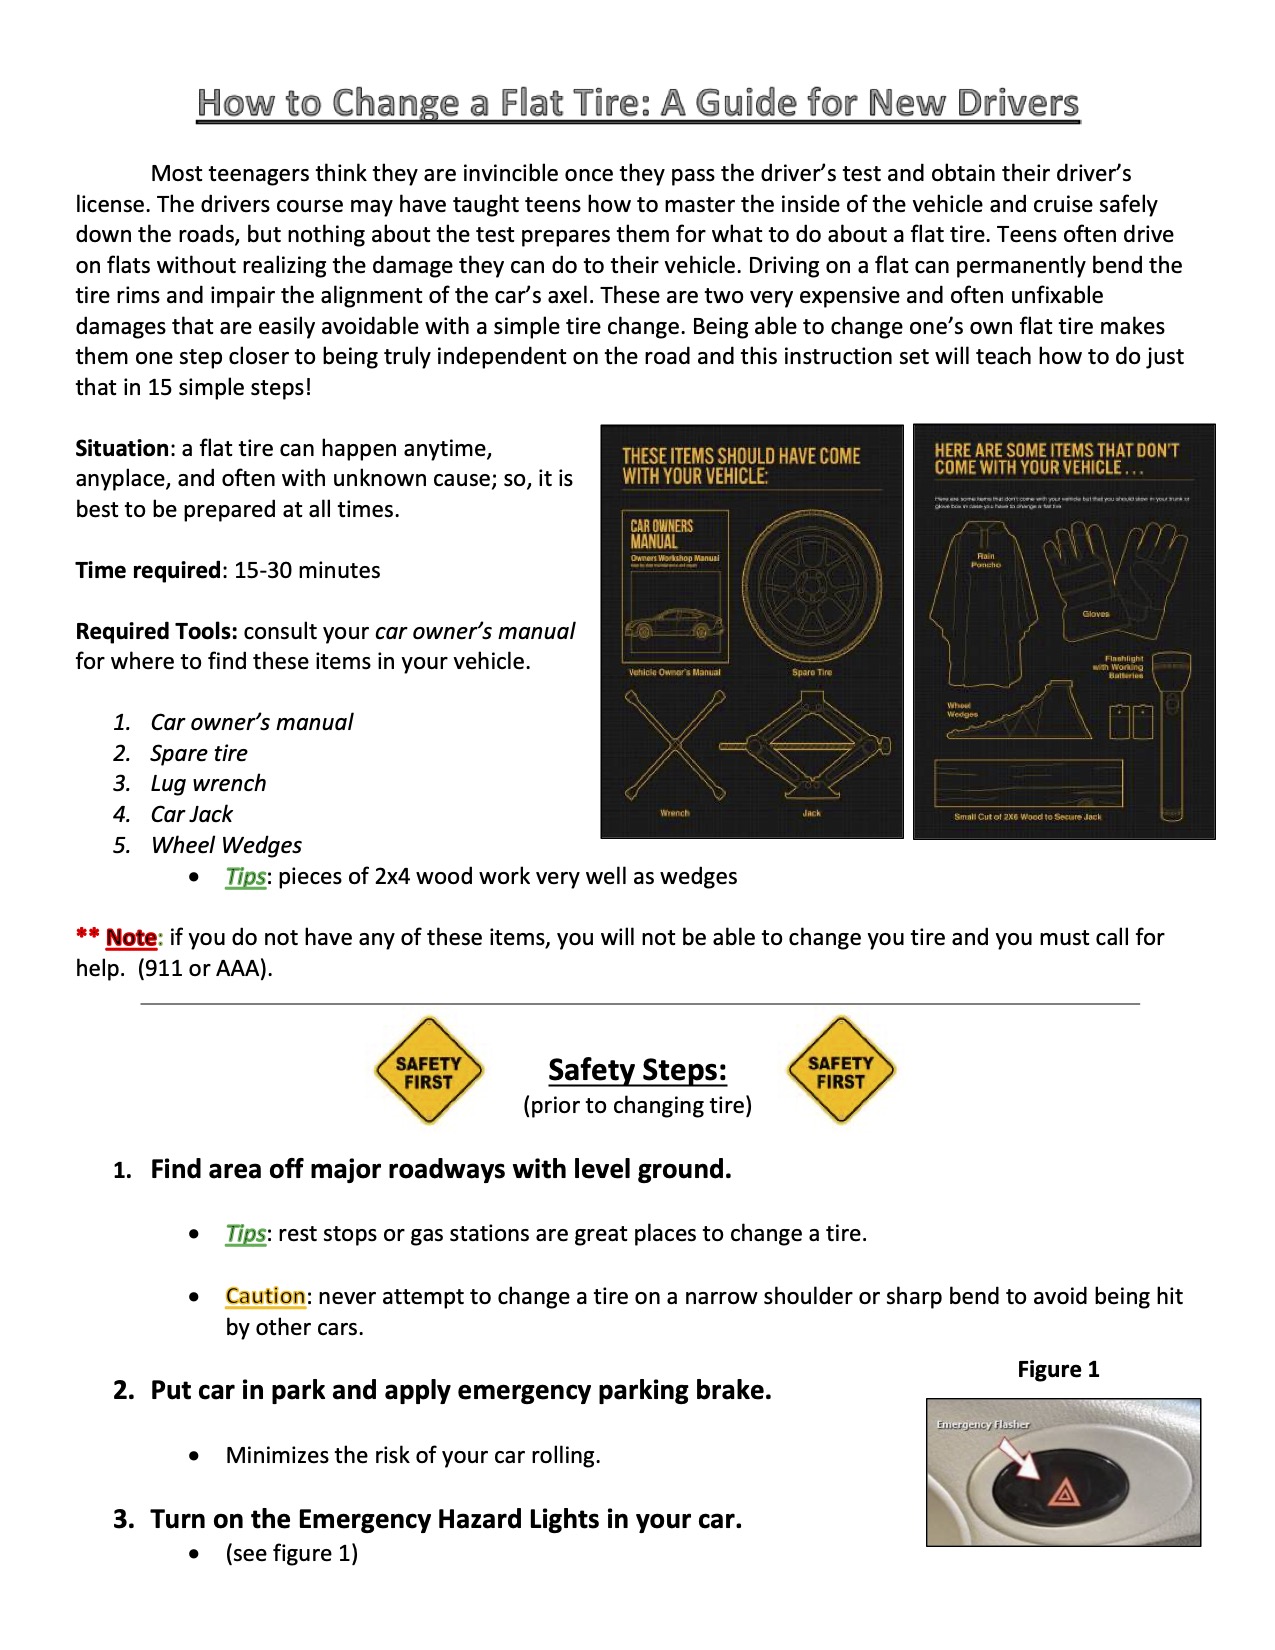 How to Change a Flat Tire: A Guide for New Drivers
Most teenagers think they are invincible once they pass the driver’s test and obtain their driver’s
license. The drivers course may have taught teens how to master the inside of the vehicle and cruise safely
down the roads, but nothing about the test prepares them for what to do about a flat tire. Teens often drive
on flats without realizing the damage they can do to their vehicle. Driving on a flat can permanently bend the
tire rims and impair the alignment of the car’s axel. These are two very expensive and often unfixable
damages that are easily avoidable with a simple tire change. Being able to change one’s own flat tire makes
them one step closer to being truly independent on the road and this instruction set will teach how to do just
that in 15 simple steps!
Situation: a flat tire can happen anytime,
anyplace, and often with unknown cause; so, it is
best to be prepared at all times.
Time required: 15-30 minutes
Required Tools: consult your car owner’s manual
for where to find these items in your vehicle.
1. Car owner’s manual
2. Spare tire
3. Lug wrench
4. Car Jack
5. Wheel Wedges
• Tips: pieces of 2x4 wood work very well as wedges
THESE ITEMS SHOULD HAVE COME
WITH YOUR VEHICLE:
CAR OWNERS
MANUAL
Owners Workshop Manual
step by step maintenance and repair
Vehicle Owner's Manual
Spare Tire
Wrench
Jack
HERE ARE SOME ITEMS THAT DON'T
COME WITH YOUR VEHICLE . . .
Here are some items that don't come with your vehicle but that you should stow in your trunk or
glove box in case you have to change a flat tire
Rain
Poncho
Gloves
Flashlight
with Working
Batteries
Wheel
Wedges
Small Cut of 2X6 Wood to Secure Jack
** Note: if you do not have any of these items, you will not be able to change you tire and you must call for
help. (911 or AAA).
SAFETY
FIRST
Safety Steps:
(prior to changing tire)
SAFETY
FIRST
1. Find area off major roadways with level ground.
• Tips: rest stops or gas stations are great places to change a tire.
• Caution: never attempt to change a tire on a narrow shoulder or sharp bend to avoid being hit
by other cars.
2. Put car in park and apply emergency parking brake.
• Minimizes the risk of your car rolling.
3. Turn on the Emergency Hazard Lights in your car.
• (see figure 1)
Figure 1
Emergency Flasher